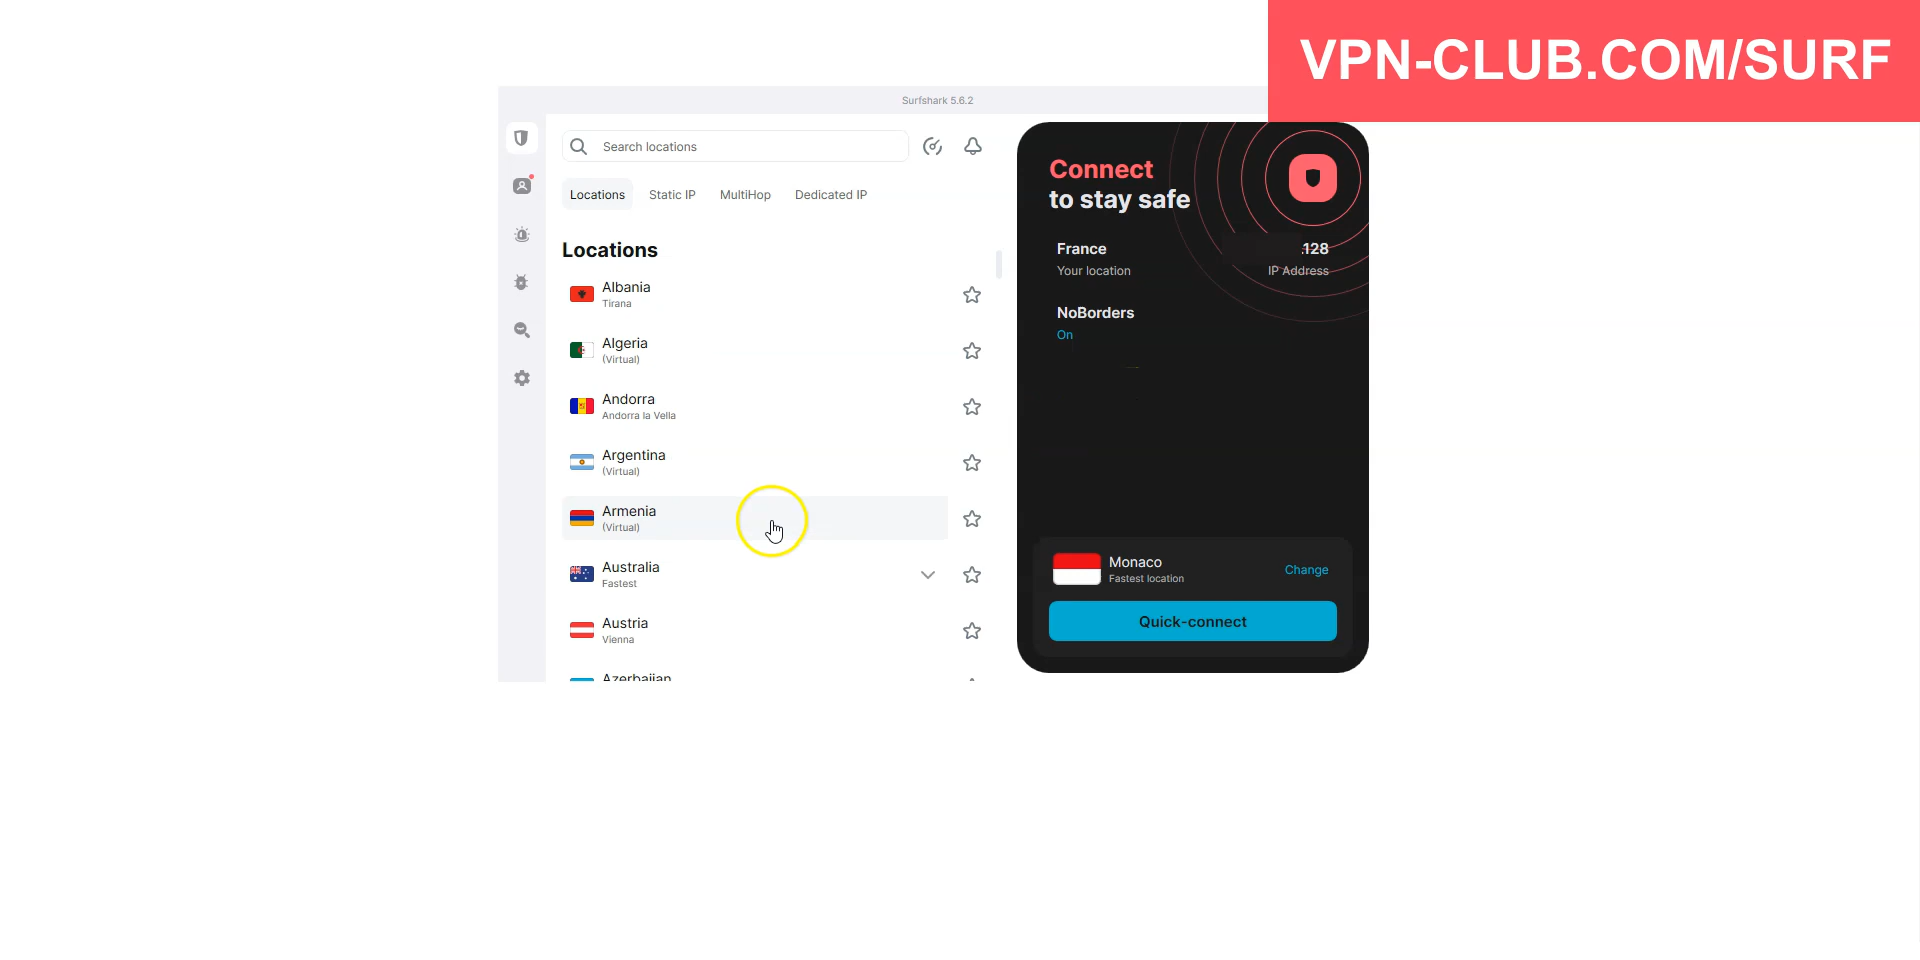 VPN-CLUB.COM/SURF
Surfshark 5.6.2
Search locations
Locations Static IP MultiHop Dedicated IP
Locations
Albania
Tirana
Algeria
(Virtual)
Andorra
Andorra la Vella
Argentina
(Virtual)
Armenia
(Virtual)
Australia
Fastest
Austria
Vienna
Azerbaijan
Connect
to stay safe
France .128
Your location IP Address
NoBorders
On
Monaco
Fastest location
Change
Quick-connect